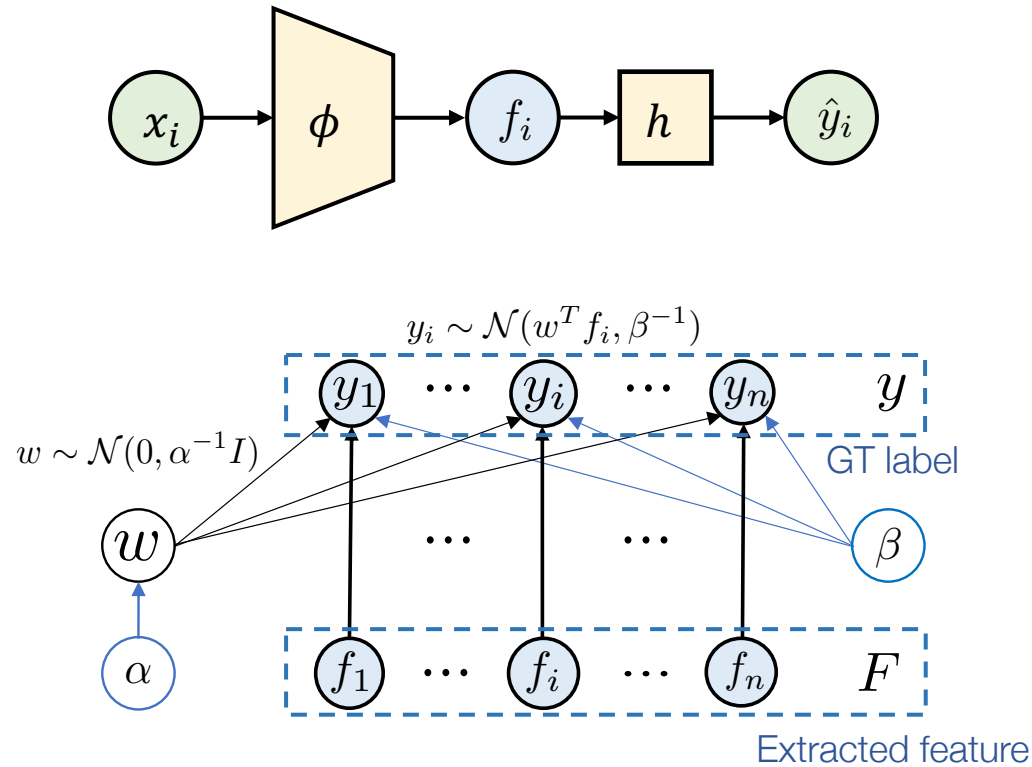 x_i ϕ f_i h ŷ_i
y_i ∼ 𝒩(w^T f_i, β^{-1})
y_1 ··· y_i ··· y_n y
w ∼ 𝒩(0, α^{-1}I)
GT label
w ··· ··· β
α f_1 ··· f_i ··· f_n F
Extracted feature